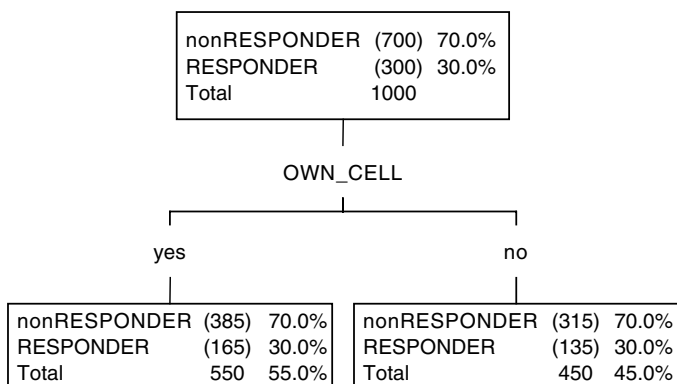 nonRESPONDER (700) 70.0%
RESPONDER (300) 30.0%
Total 1000
OWN_CELL
yes no
nonRESPONDER (385) 70.0%
RESPONDER (165) 30.0%
Total 550 55.0%
nonRESPONDER (315) 70.0%
RESPONDER (135) 30.0%
Total 450 45.0%